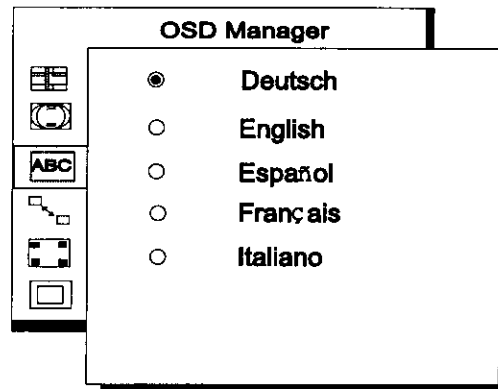 OSD Manager
Deutsch
English
ABC
Español
Français
Italiano